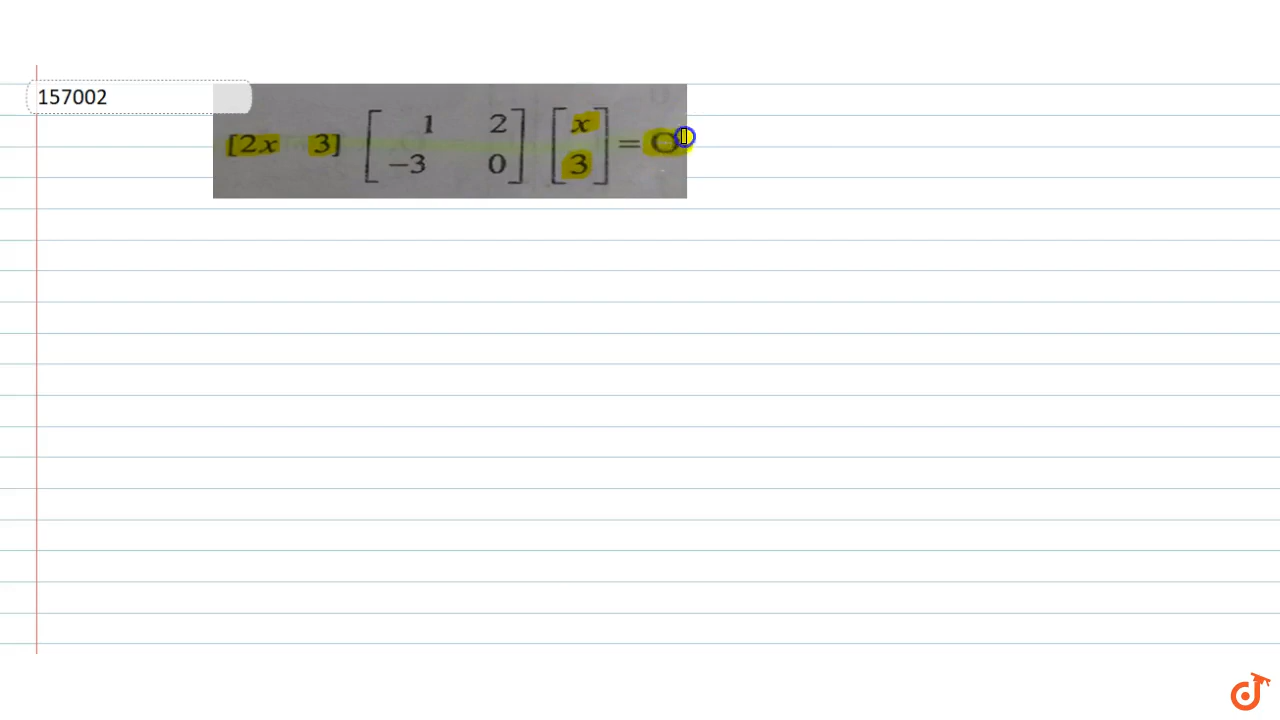 157002
[2x 3] [1 2 -3 0] [x 3] = O